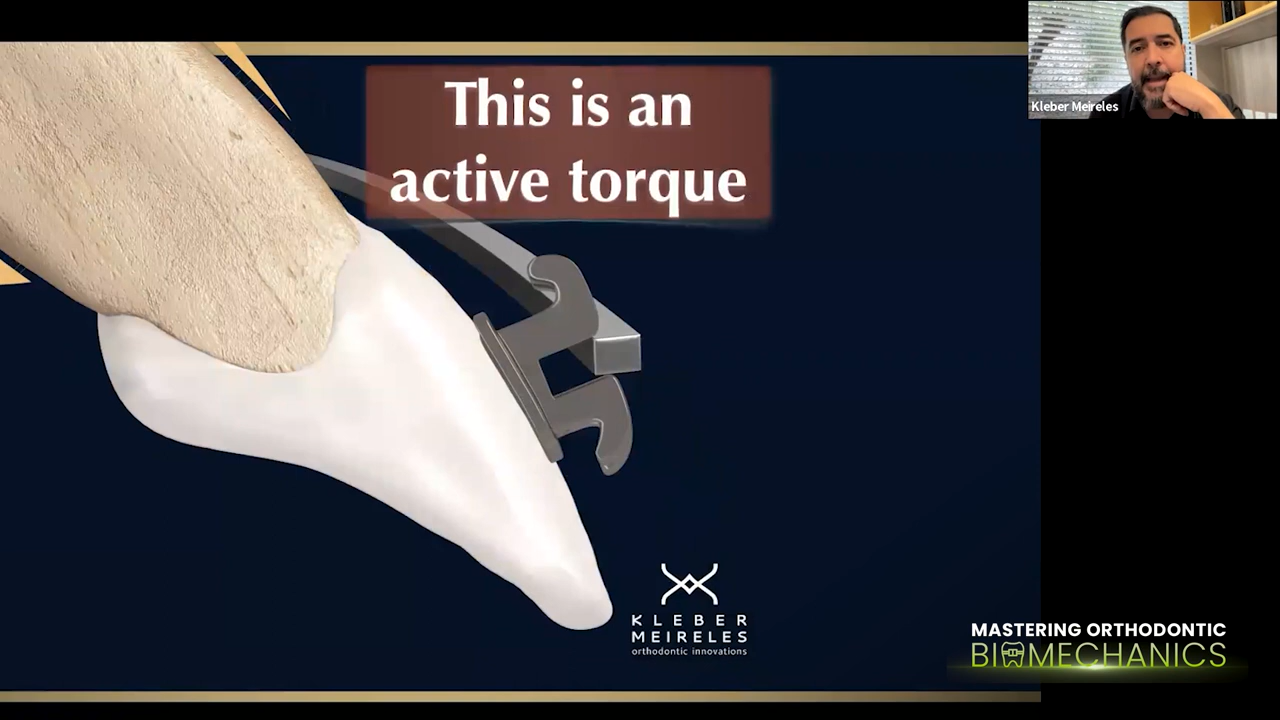 This is an
active torque
Kleber Meireles
KLEBER
MEIRELES
orthodontic innovations
MASTERING ORTHODONTIC
BIOMECHANICS